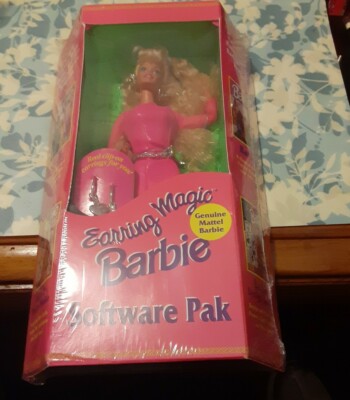 Earring Magic
Barbie
Genuine
Mattel
Barbie
Software Pak